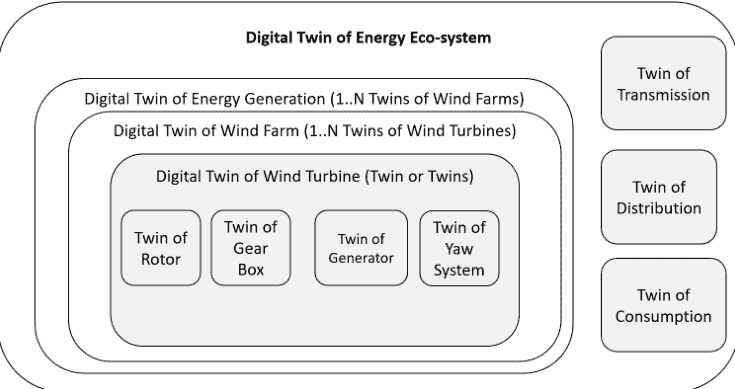 Digital Twin of Energy Eco-system
Digital Twin of Energy Generation (1..N Twins of Wind Farms)
Digital Twin of Wind Farm (1..N Twins of Wind Turbines)
Digital Twin of Wind Turbine (Twin or Twins)
Twin of
Rotor
Twin of
Gear
Box
Twin of
Generator
Twin of
Yaw
System
Twin of
Transmission
Twin of
Distribution
Twin of
Consumption